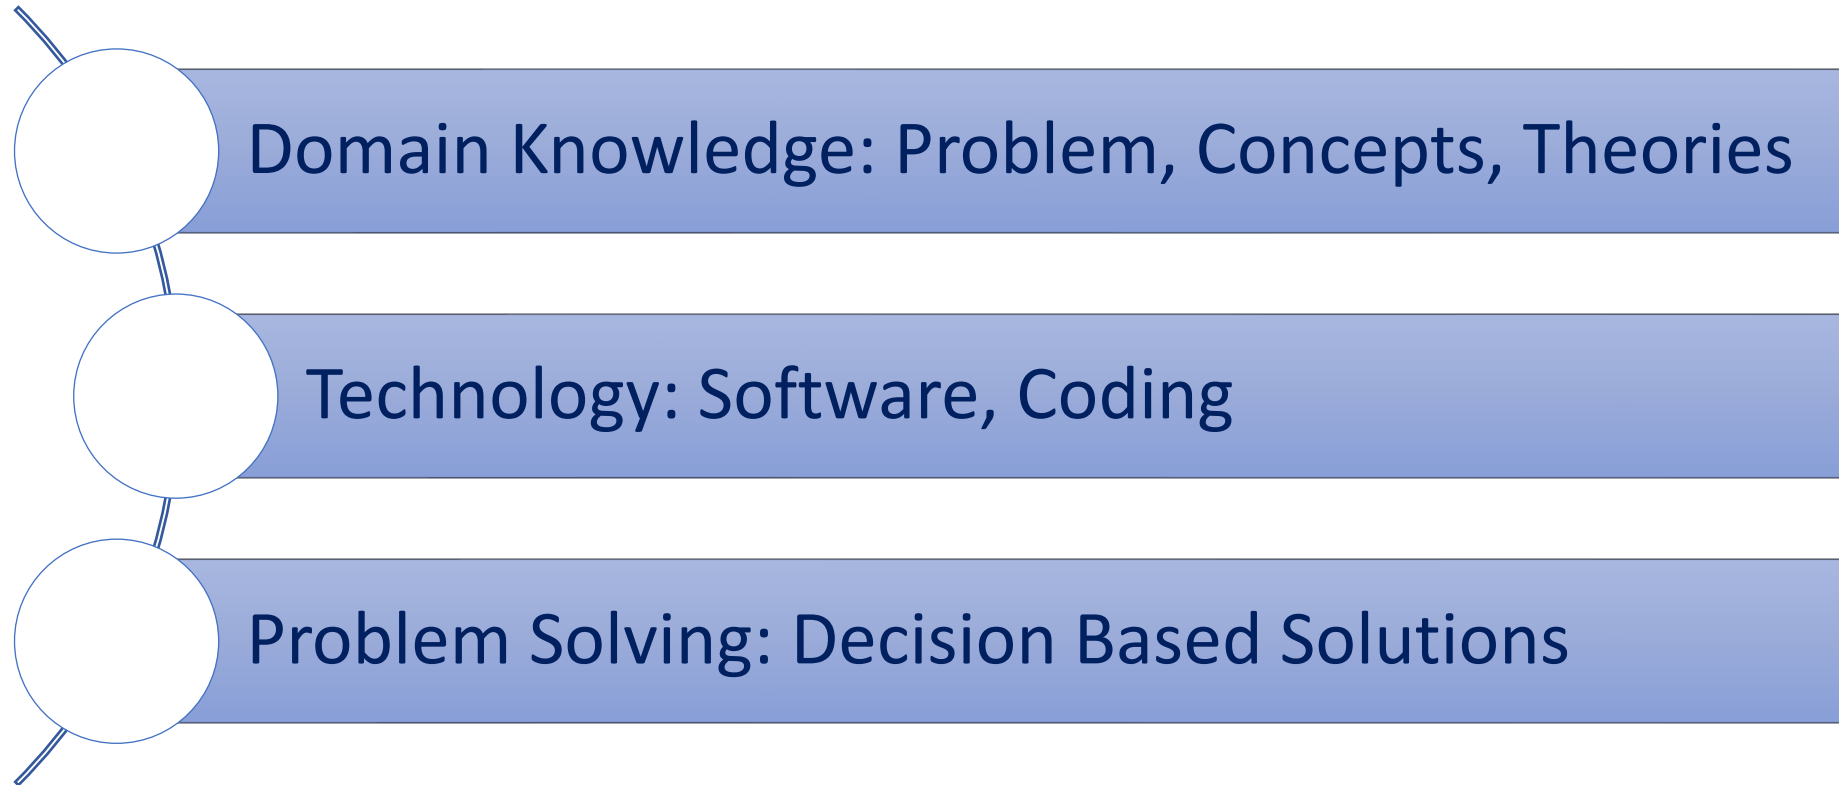 Domain Knowledge: Problem, Concepts, Theories
Technology: Software, Coding
Problem Solving: Decision Based Solutions